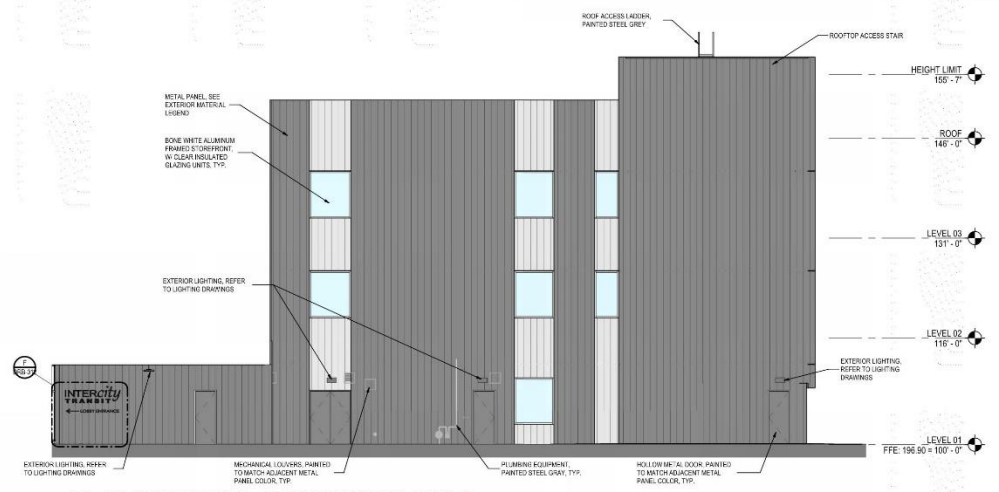 ROOF ACCESS LADDER,
PAINTED STEEL GREY
ROOFTOP ACCESS STAIR
HEIGHT LIMIT
155' - 7"
METAL PANEL, SEE
EXTERIOR MATERIAL
LEGEND
ROOF
146' - 0"
BONE WHITE ALUMINUM
FRAMED STOREFRONT,
W/ CLEAR INSULATED
GLAZING UNITS, TYP.
LEVEL 03
131' - 0"
EXTERIOR LIGHTING, REFER
TO LIGHTING DRAWINGS
LEVEL 02
116' - 0"
F
EXTERIOR LIGHTING,
REFER TO LIGHTING
DRAWINGS
INTERcity
TRANSIT
LOBBY ENTRANCE
LEVEL 01
FFE: 196.90 = 100' - 0"
EXTERIOR LIGHTING, REFER
TO LIGHTING DRAWINGS
MECHANICAL LOUVERS, PAINTED
TO MATCH ADJACENT METAL
PANEL COLOR, TYP.
PLUMBING EQUIPMENT,
PAINTED STEEL GRAY, TYP.
HOLLOW METAL DOOR, PAINTED
TO MATCH ADJACENT METAL
PANEL COLOR, TYP.